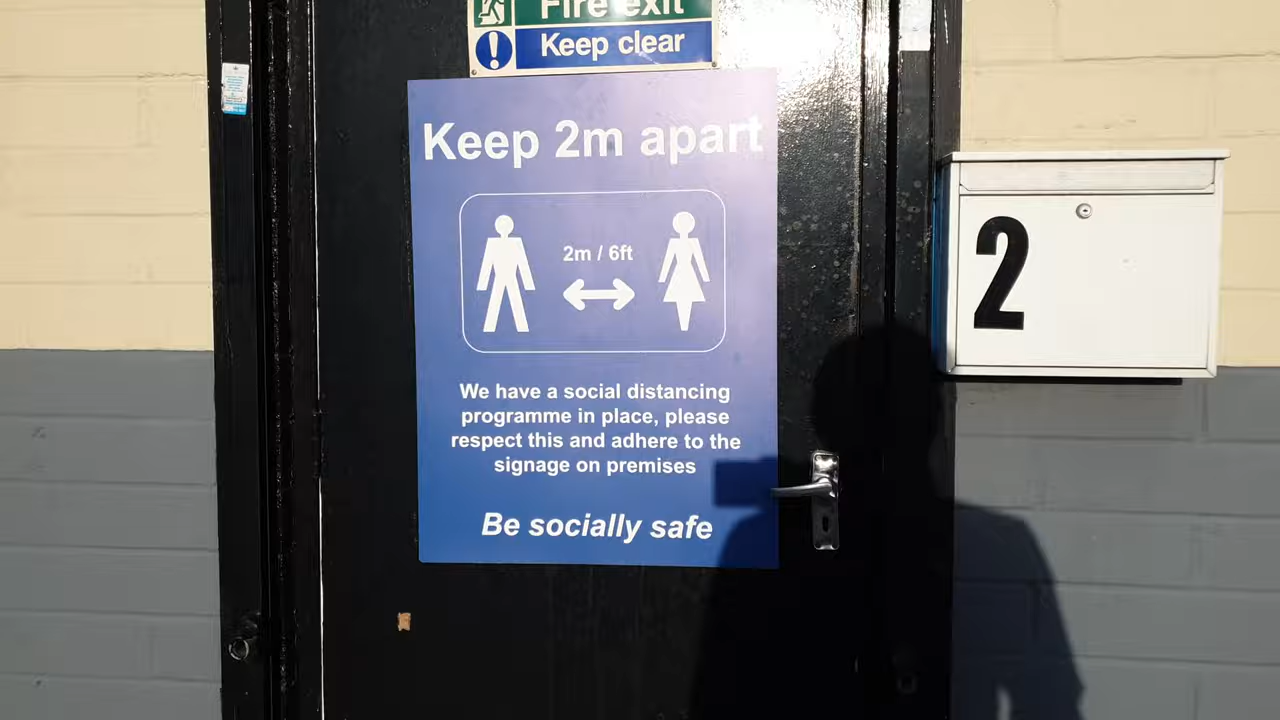 Fire exit
Keep clear
Keep 2m apart
2m / 6ft
We have a social distancing
programme in place, please
respect this and adhere to the
signage on premises
Be socially safe
2